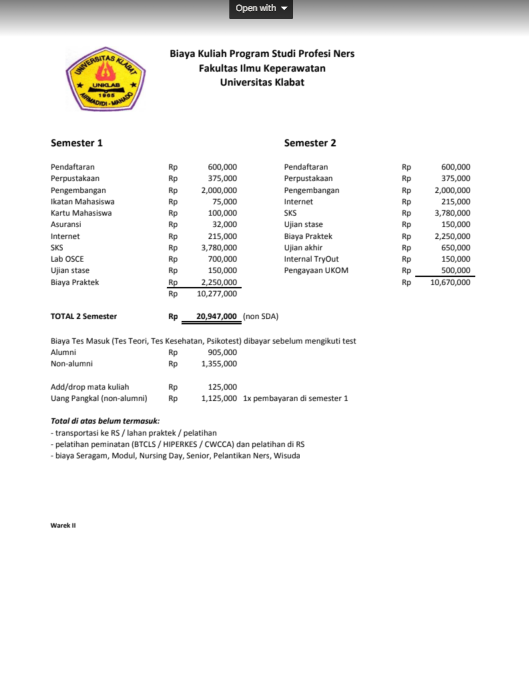 Open with
Biaya Kuliah Program Studi Profesi Ners
Fakultas Ilmu Keperawatan
Universitas Klabat
UNIVERSITAS KLABAT
UNKLAB
1965
AIRMADIDI - MANADO
Semester 1
Pendaftaran Rp 600,000
Perpustakaan Rp 375,000
Pengembangan Rp 2,000,000
Ikatan Mahasiswa Rp 75,000
Kartu Mahasiswa Rp 100,000
Asuransi Rp 32,000
Internet Rp 215,000
SKS Rp 3,780,000
Lab OSCE Rp 700,000
Ujian stase Rp 150,000
Biaya Praktek Rp 2,250,000
Rp 10,277,000
Semester 2
Pendaftaran Rp 600,000
Perpustakaan Rp 375,000
Pengembangan Rp 2,000,000
Internet Rp 215,000
SKS Rp 3,780,000
Ujian stase Rp 150,000
Biaya Praktek Rp 2,250,000
Ujian akhir Rp 650,000
Internal TryOut Rp 150,000
Pengayaan UKOM Rp 500,000
Rp 10,670,000
TOTAL 2 Semester Rp 20,947,000 (non SDA)
Biaya Tes Masuk (Tes Teori, Tes Kesehatan, Psikotest) dibayar sebelum mengikuti test
Alumni Rp 905,000
Non-alumni Rp 1,355,000
Add/drop mata kuliah Rp 125,000
Uang Pangkal (non-alumni) Rp 1,125,000 1x pembayaran di semester 1
Total di atas belum termasuk:
- transportasi ke RS / lahan praktek / pelatihan
- pelatihan peminatan (BTCLS / HIPERKES / CWCCA) dan pelatihan di RS
- biaya Seragam, Modul, Nursing Day, Senior, Pelantikan Ners, Wisuda
Warek II